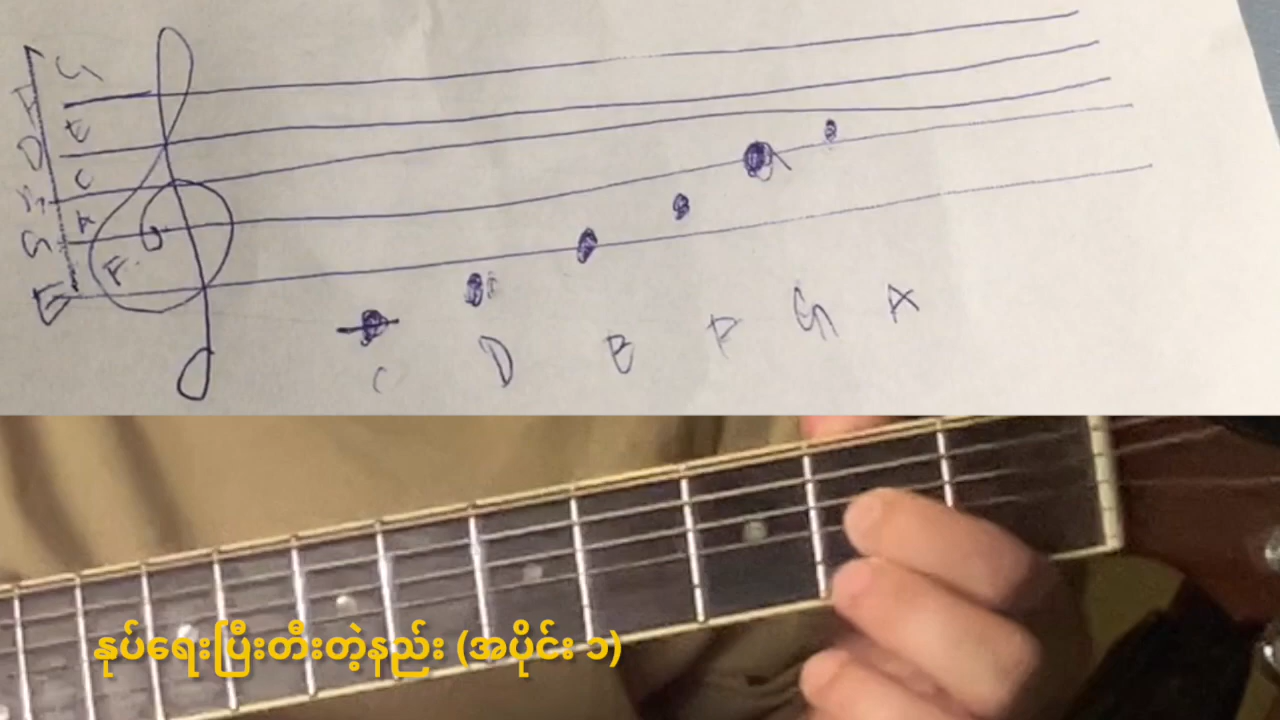 G
F
E
D
C
A
G
F
E
C D E F G A
နုပ်ရေးပြီးတီးတဲ့နည်း (အပိုင်း ၁)